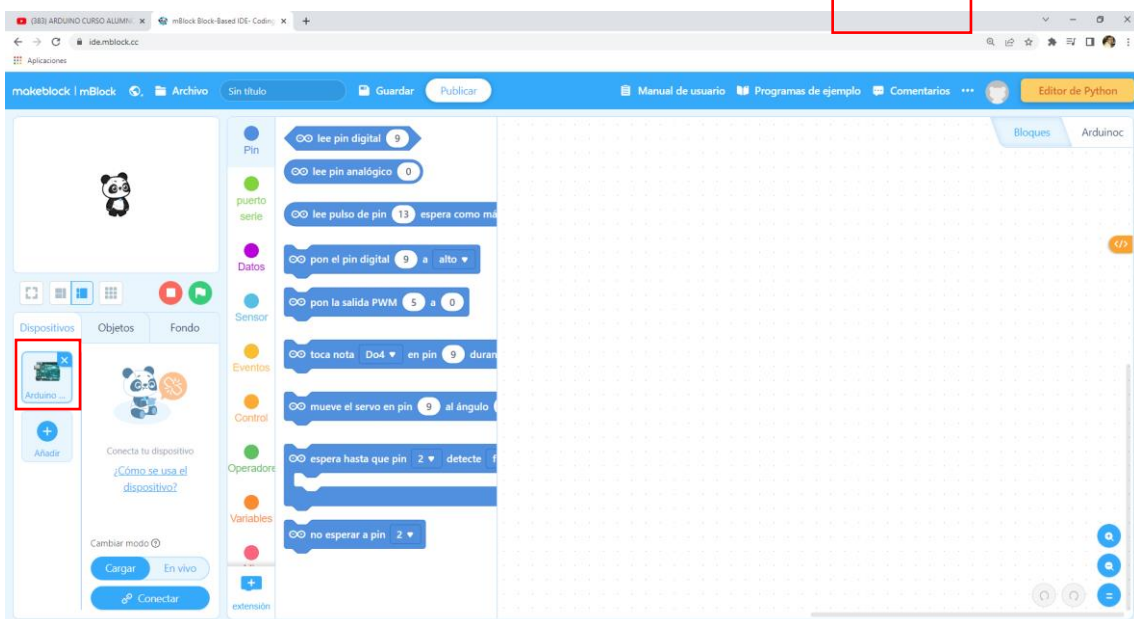 (383) ARDUINO CURSO ALUMN
mBlock Block-Based IDE- Coding
ide.mblock.cc
Aplicaciones
makeblock | mBlock
Archivo
Sin título
Guardar
Publicar
Manual de usuario
Programas de ejemplo
Comentarios
Editor de Python
Bloques
Arduinoc
Pin
puerto
serie
Datos
Sensor
Eventos
Control
Operadore
Variables
extensión
lee pin digital 9
lee pin analógico 0
lee pulso de pin 13 espera como má
pon el pin digital 9 a alto
pon la salida PWM 5 a 0
toca nota Do4 en pin 9 duran
mueve el servo en pin 9 al ángulo
espera hasta que pin 2 detecte f
no esperar a pin 2
Dispositivos
Objetos
Fondo
Arduino ...
Añadir
Conecta tu dispositivo
¿Cómo se usa el
dispositivo?
Cambiar modo
Cargar
En vivo
Conectar